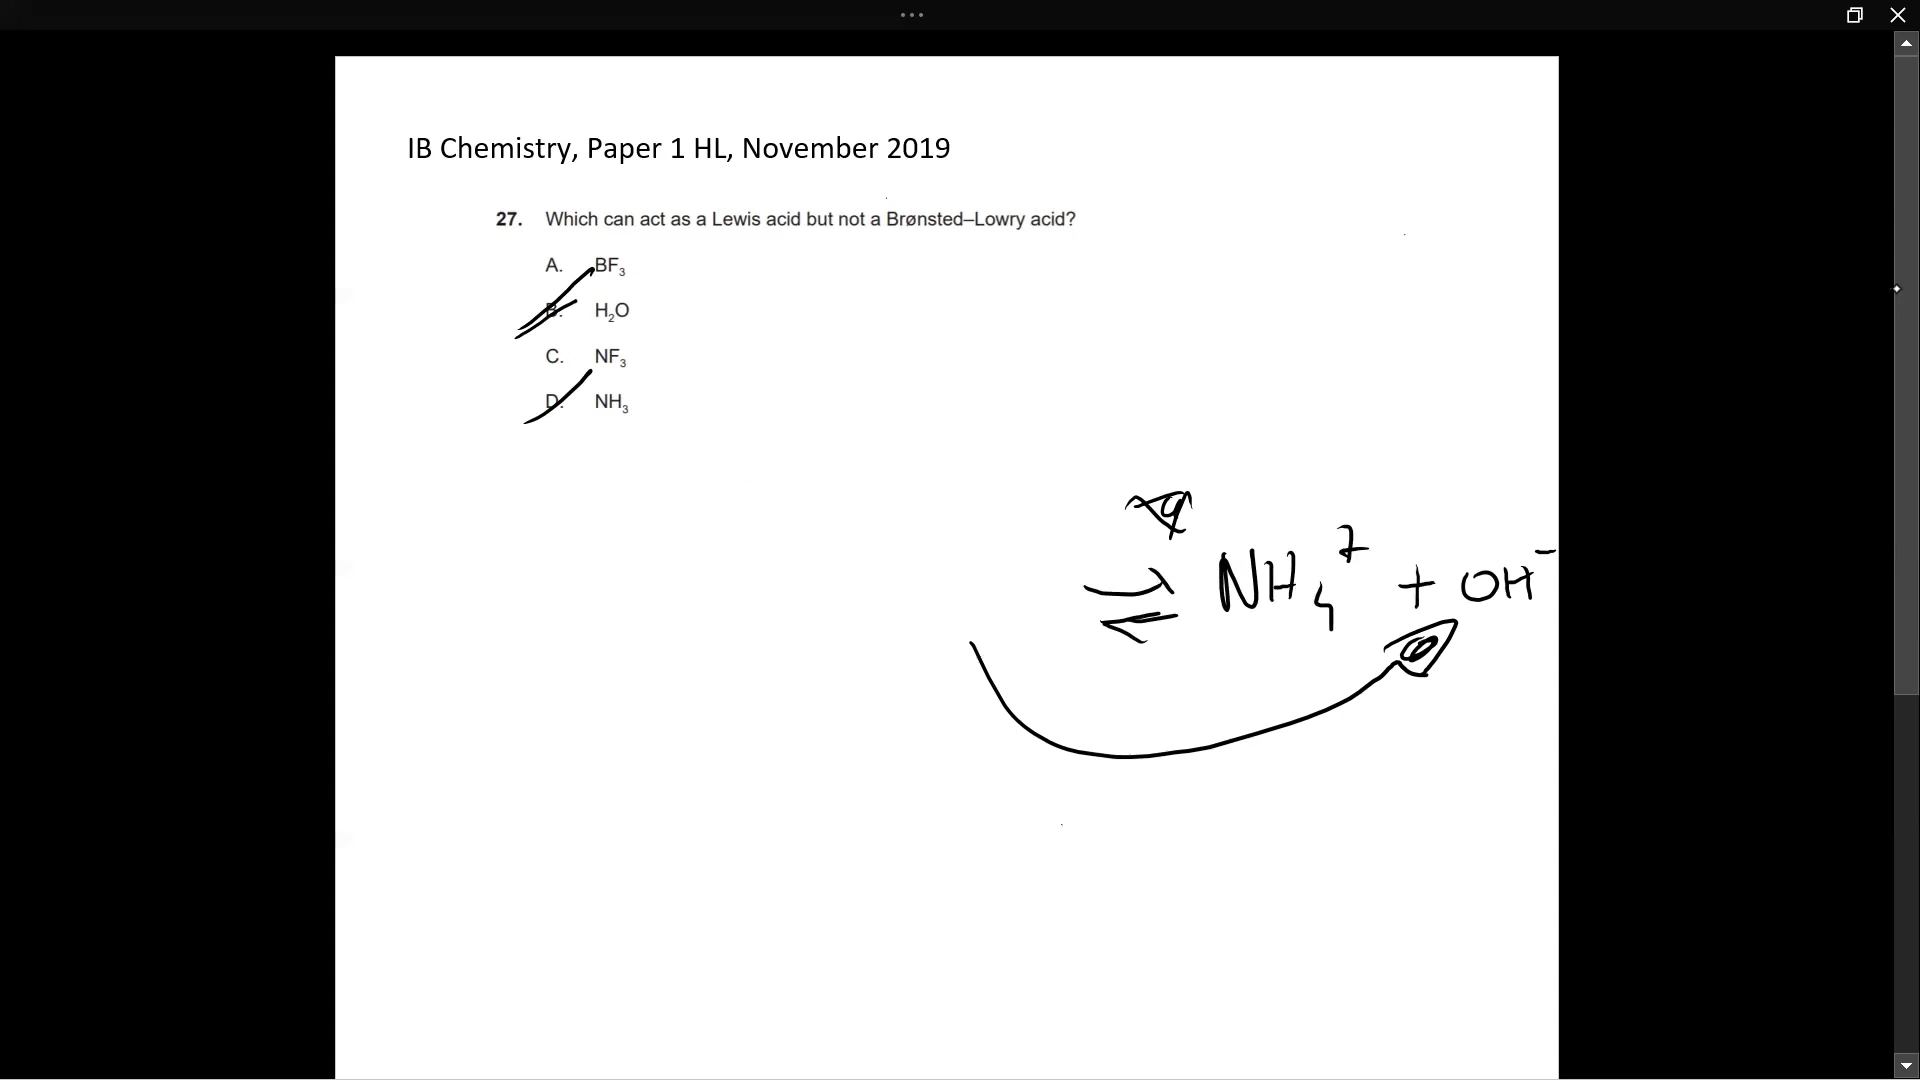 IB Chemistry, Paper 1 HL, November 2019
27. Which can act as a Lewis acid but not a Brønsted–Lowry acid?
A. BF₃
B. H₂O
C. NF₃
D. NH₃
⇌ NH₄⁺ + OH⁻